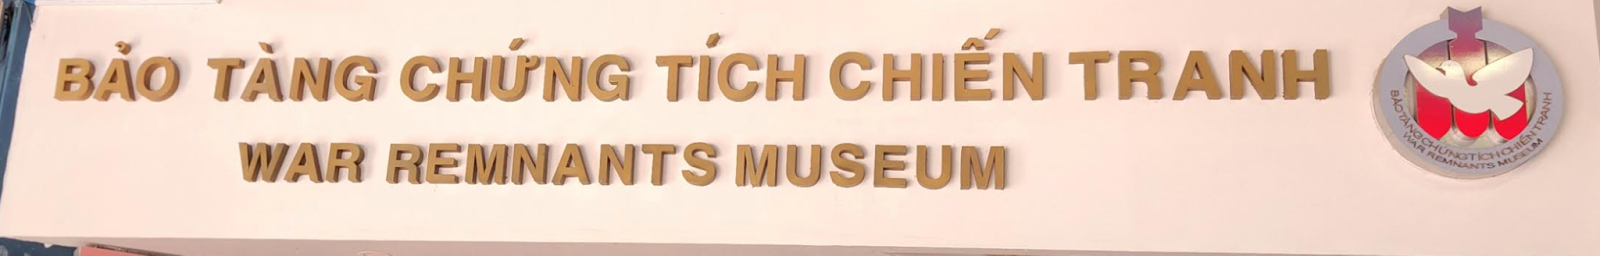 BẢO TÀNG CHỨNG TÍCH CHIẾN TRANH
WAR REMNANTS MUSEUM
BẢO TÀNG CHỨNG TÍCH CHIẾN TRANH
WAR REMNANTS MUSEUM